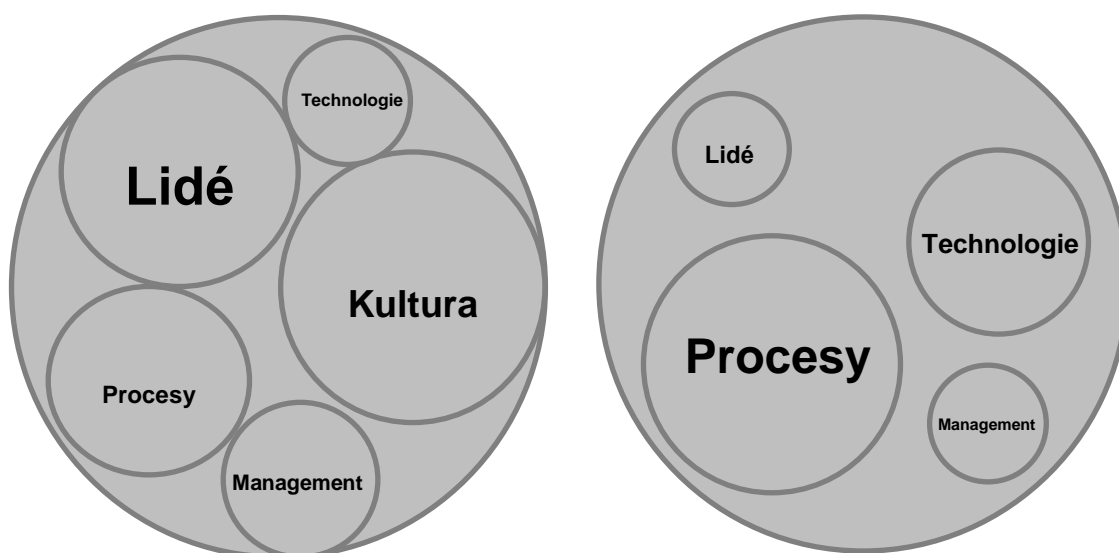 Technologie
Lidé
Kultura
Procesy
Management
Lidé
Technologie
Procesy
Management